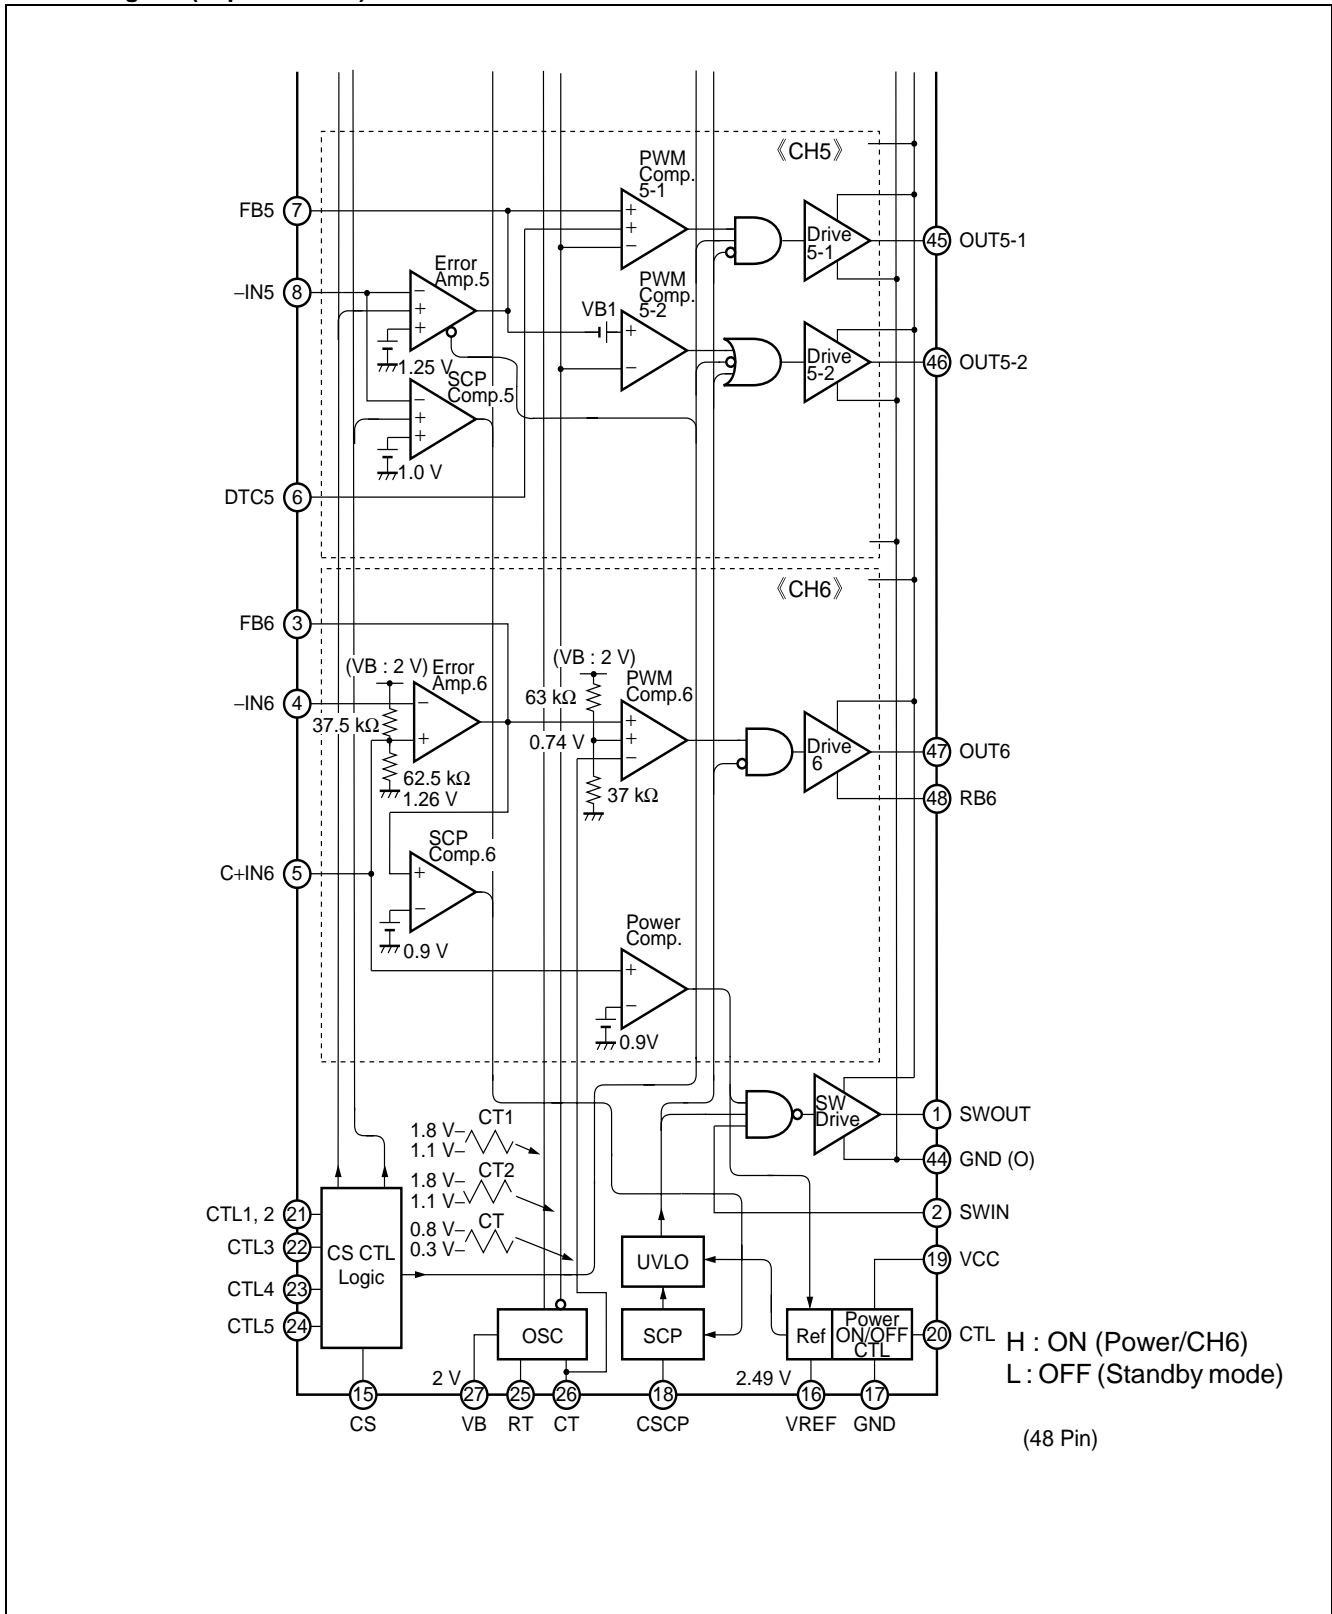 《CH5》
PWM
Comp.
5-1
FB5 7
+
+
−
Drive
5-1
45 OUT5-1
Error
Amp.5
−IN5 8
−
+
+
1.25 V
PWM
Comp.
5-2
VB1
+
−
Drive
5-2
46 OUT5-2
SCP
Comp.5
−
+
+
1.0 V
DTC5 6
《CH6》
FB6 3
(VB : 2 V)
Error
Amp.6
(VB : 2 V)
PWM
Comp.6
63 kΩ
−IN6 4
−
+
37.5 kΩ
62.5 kΩ
1.26 V
0.74 V
+
+
−
37 kΩ
Drive
6
47 OUT6
48 RB6
SCP
Comp.6
C+IN6 5
+
−
0.9 V
Power
Comp.
+
−
0.9V
SW
Drive
1 SWOUT
44 GND (O)
CT1
1.8 V
1.1 V
CT2
1.8 V
1.1 V
CT
0.8 V
0.3 V
2 SWIN
CTL1, 2 21
CTL3 22
CTL4 23
CTL5 24
CS CTL
Logic
UVLO
19 VCC
OSC
SCP
Ref
Power
ON/OFF
CTL
20 CTL
H : ON (Power/CH6)
L : OFF (Standby mode)
2 V
2.49 V
15 27 25 26 18 16 17
CS VB RT CT CSCP VREF GND
(48 Pin)